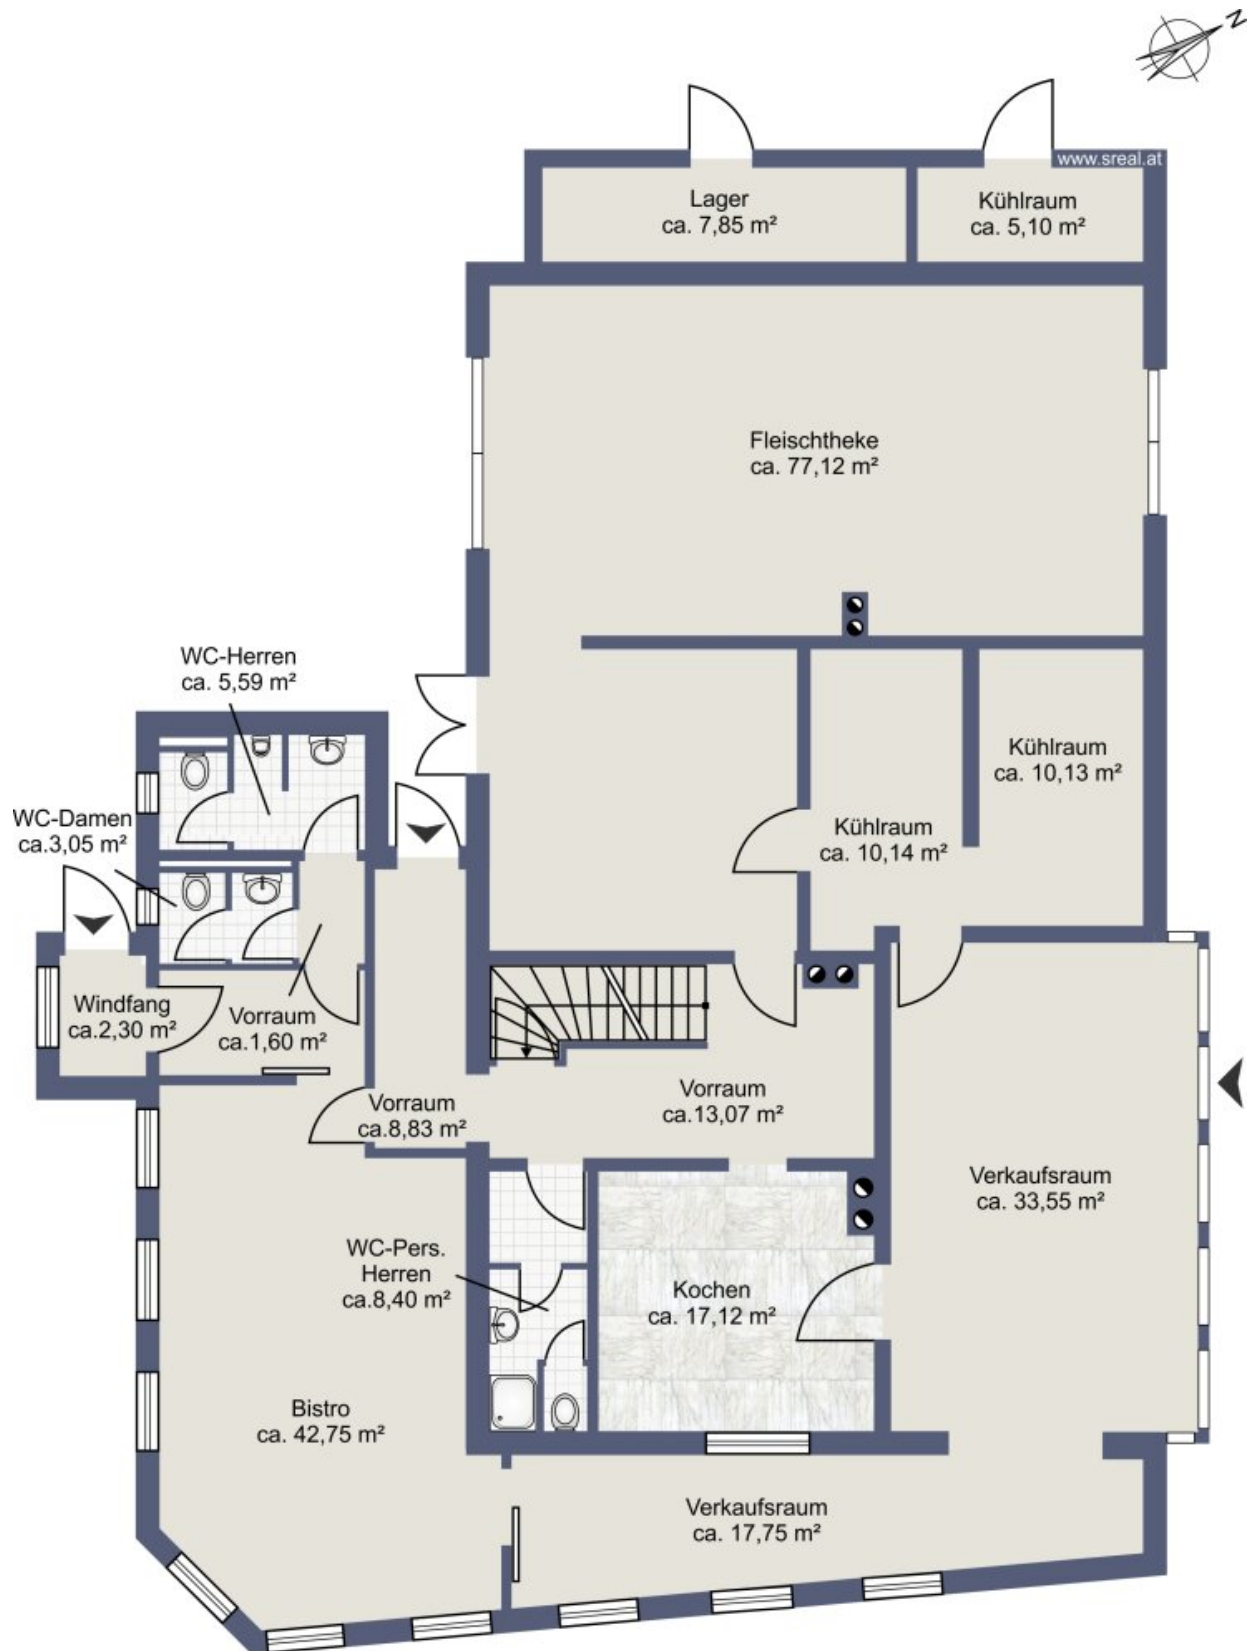 N
www.sreal.at
Lager
ca. 7,85 m²
Kühlraum
ca. 5,10 m²
Fleischtheke
ca. 77,12 m²
WC-Herren
ca. 5,59 m²
Kühlraum
ca. 10,13 m²
WC-Damen
ca.3,05 m²
Kühlraum
ca. 10,14 m²
Windfang
ca.2,30 m²
Vorraum
ca.1,60 m²
Vorraum
ca.8,83 m²
Vorraum
ca.13,07 m²
Verkaufsraum
ca. 33,55 m²
WC-Pers.
Herren
ca.8,40 m²
Kochen
ca. 17,12 m²
Bistro
ca. 42,75 m²
Verkaufsraum
ca. 17,75 m²